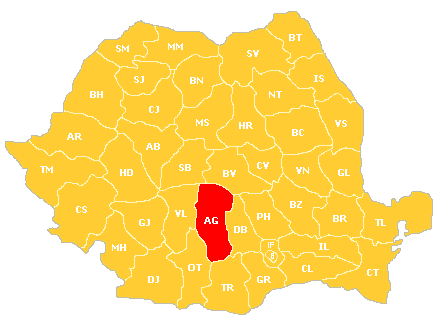 BT
SM
MM
SV
SJ
BN
IS
BH
NT
CJ
MS
HR
VS
BC
AR
AB
SB
CV
VN
TM
HD
BV
GL
CS
VL
AG
BZ
GJ
PH
BR
TL
DB
MH
IF
IL
OT
CL
CT
DJ
TR
GR
B